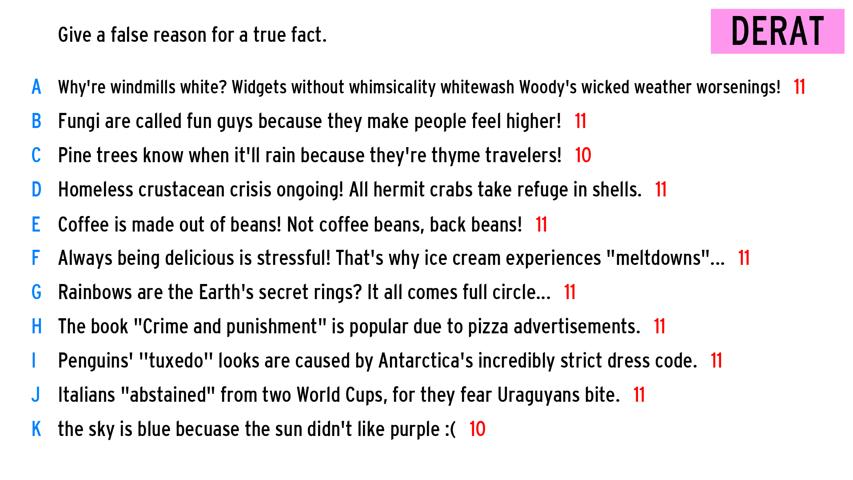 Give a false reason for a true fact.
DERAT
A Why're windmills white? Widgets without whimsicality whitewash Woody's wicked weather worsenings! 11
B Fungi are called fun guys because they make people feel higher! 11
C Pine trees know when it'll rain because they're thyme travelers! 10
D Homeless crustacean crisis ongoing! All hermit crabs take refuge in shells. 11
E Coffee is made out of beans! Not coffee beans, back beans! 11
F Always being delicious is stressful! That's why ice cream experiences "meltdowns"... 11
G Rainbows are the Earth's secret rings? It all comes full circle... 11
H The book "Crime and punishment" is popular due to pizza advertisements. 11
I Penguins' "tuxedo" looks are caused by Antarctica's incredibly strict dress code. 11
J Italians "abstained" from two World Cups, for they fear Uraguyans bite. 11
K the sky is blue becuase the sun didn't like purple :( 10